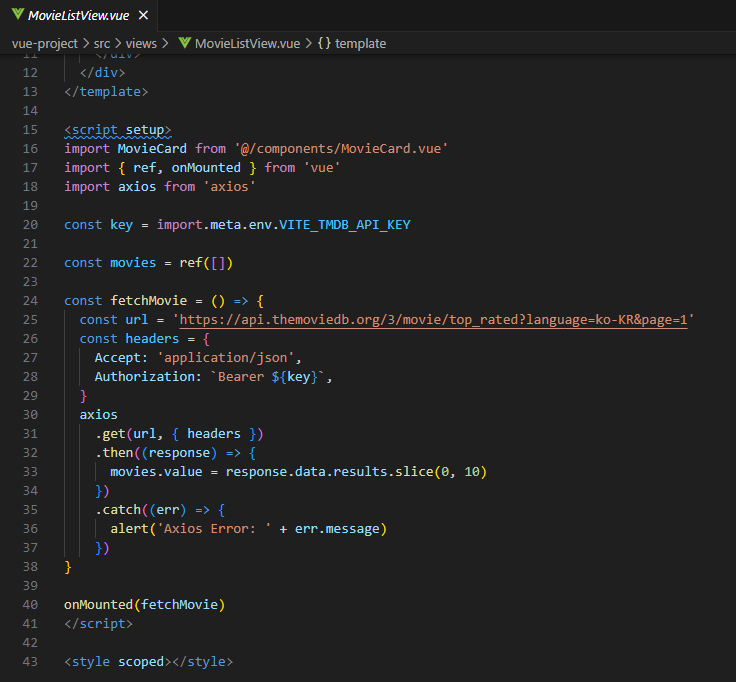 MovieListView.vue
vue-project > src > views > MovieListView.vue > {} template
11 </div>
12 </div>
13 </template>
14
15 <script setup>
16 import MovieCard from '@/components/MovieCard.vue'
17 import { ref, onMounted } from 'vue'
18 import axios from 'axios'
19
20 const key = import.meta.env.VITE_TMDB_API_KEY
21
22 const movies = ref([])
23
24 const fetchMovie = () => {
25 const url = 'https://api.themoviedb.org/3/movie/top_rated?language=ko-KR&page=1'
26 const headers = {
27 Accept: 'application/json',
28 Authorization: `Bearer ${key}`,
29 }
30 axios
31 .get(url, { headers })
32 .then((response) => {
33 movies.value = response.data.results.slice(0, 10)
34 })
35 .catch((err) => {
36 alert('Axios Error: ' + err.message)
37 })
38 }
39
40 onMounted(fetchMovie)
41 </script>
42
43 <style scoped></style>